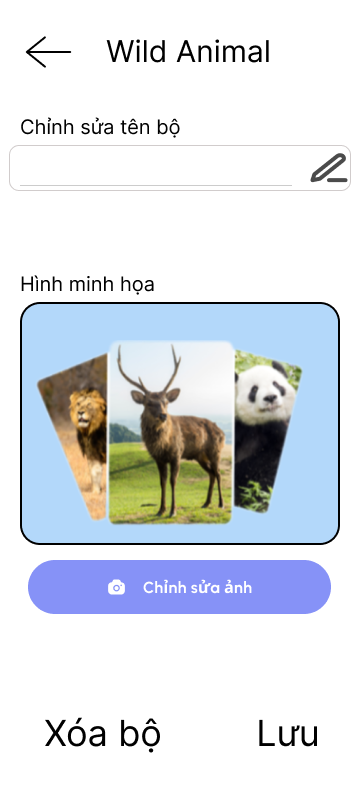 Wild Animal
Chỉnh sửa tên bộ
Hình minh họa
Chỉnh sửa ảnh
Xóa bộ
Lưu